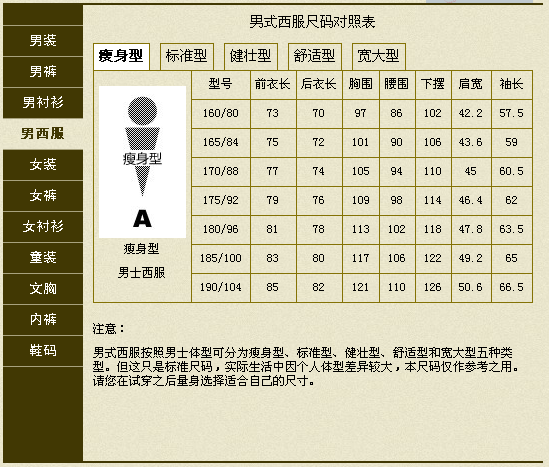 男式西服尺码对照表
男装
男裤
男衬衫
男西服
女装
女裤
女衬衫
童装
文胸
内裤
鞋码
瘦身型 标准型 健壮型 舒适型 宽大型
瘦身型
A
瘦身型
男士西服
型号 前衣长 后衣长 胸围 腰围 下摆 肩宽 袖长
160/80 73 70 97 86 102 42.2 57.5
165/84 75 72 101 90 106 43.6 59
170/88 77 74 105 94 110 45 60.5
175/92 79 76 109 98 114 46.4 62
180/96 81 78 113 102 118 47.8 63.5
185/100 83 80 117 106 122 49.2 65
190/104 85 82 121 110 126 50.6 66.5
注意：
男式西服按照男士体型可分为瘦身型、标准型、健壮型、舒适型和宽大型五种类
型。但这只是标准尺码，实际生活中因个人体型差异较大，本尺码仅作参考之用。
请您在试穿之后量身选择适合自己的尺寸。